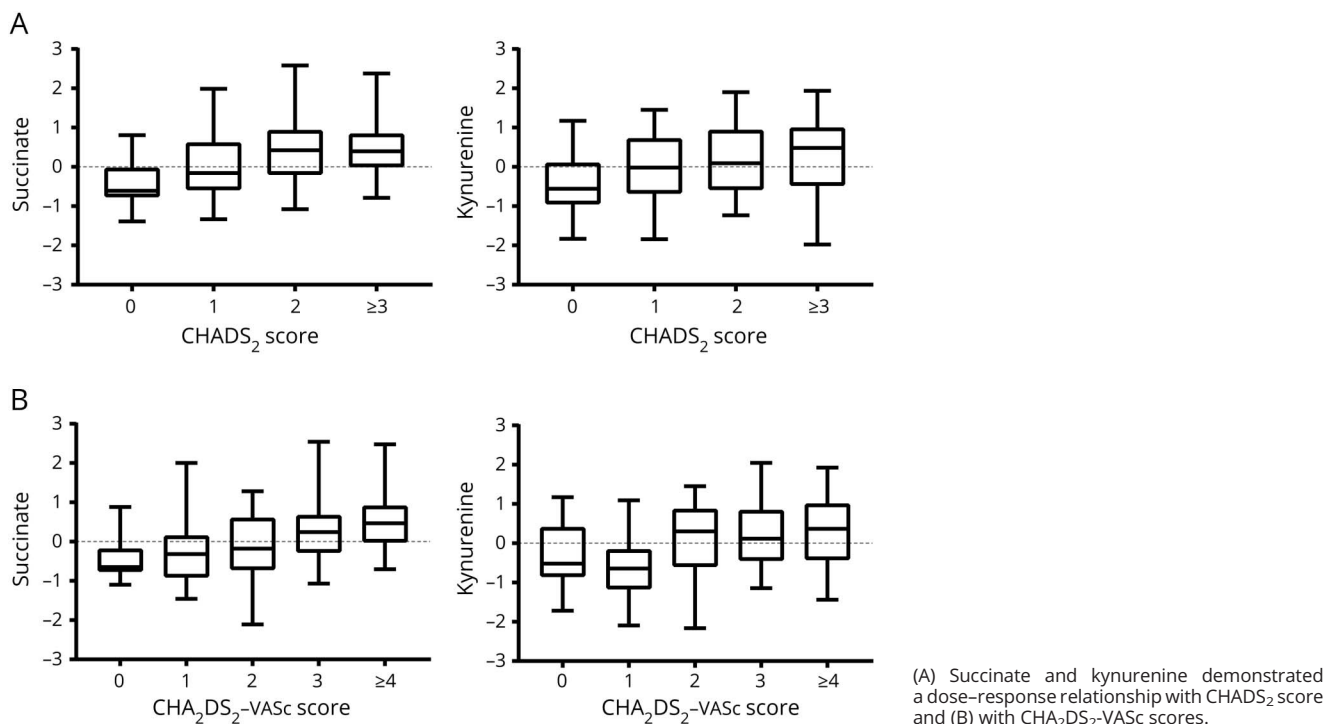 A
3
2
1
0
−1
−2
−3
Succinate
0 1 2 ≥3
CHADS₂ score
3
2
1
0
−1
−2
−3
Kynurenine
0 1 2 ≥3
CHADS₂ score
B
3
2
1
0
−1
−2
−3
Succinate
0 1 2 3 ≥4
CHA₂DS₂–VASc score
3
2
1
0
−1
−2
−3
Kynurenine
0 1 2 3 ≥4
CHA₂DS₂–VASc score
(A) Succinate and kynurenine demonstrated
a dose–response relationship with CHADS₂ score
and (B) with CHA₂DS₂-VASc scores.